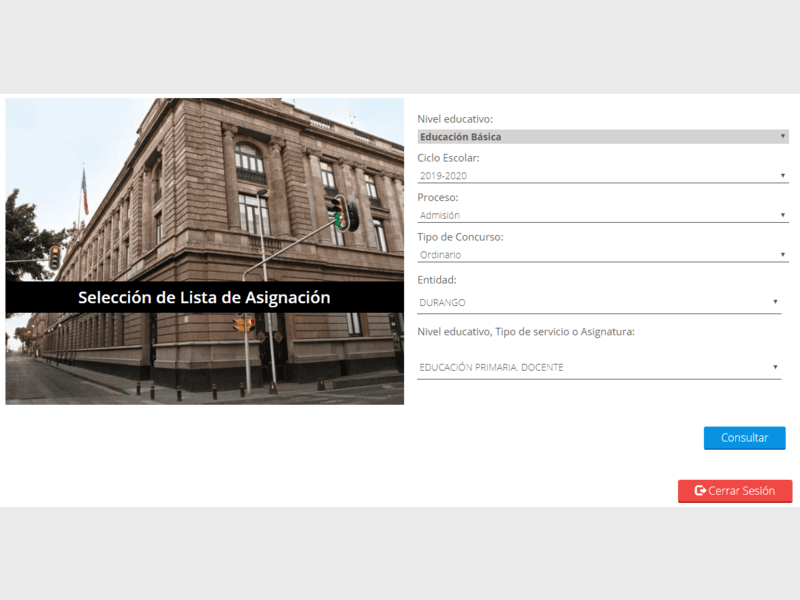 Selección de Lista de Asignación
Nivel educativo:
Educación Básica
Ciclo Escolar:
2019-2020
Proceso:
Admisión
Tipo de Concurso:
Ordinario
Entidad:
DURANGO
Nivel educativo, Tipo de servicio o Asignatura:
EDUCACIÓN PRIMARIA. DOCENTE
Consultar
Cerrar Sesión